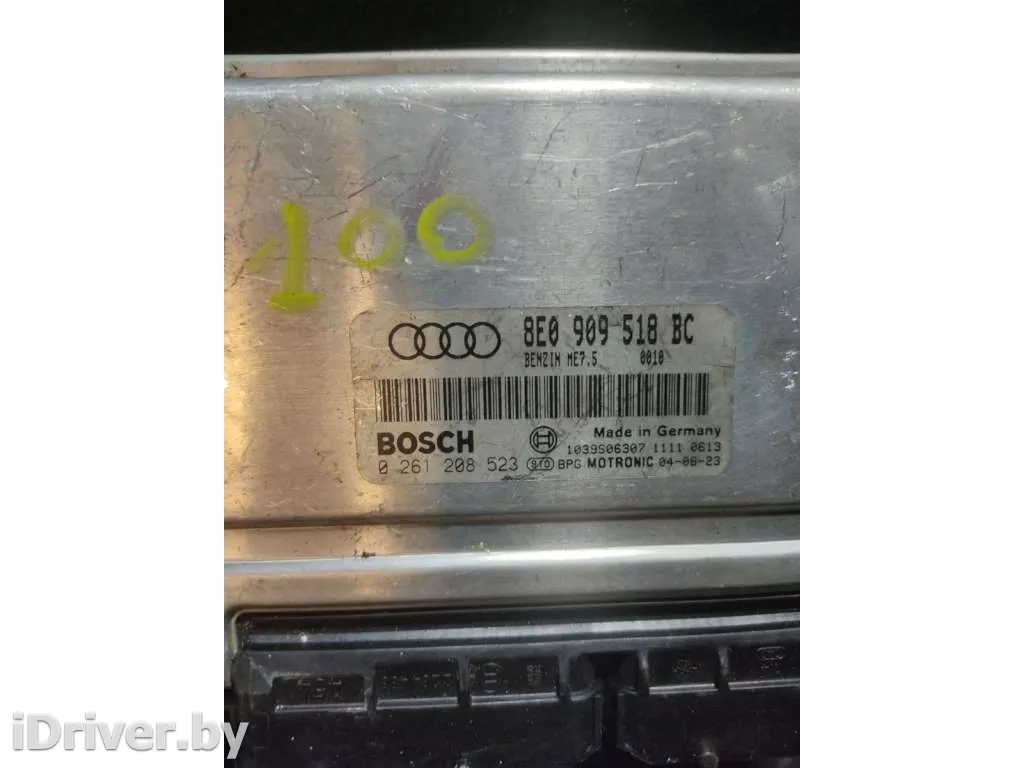 100
8E0 909 518 BC
BENZIN ME7.5 0010
BOSCH
Made in Germany
1039S06307 1111 0613
0 261 208 523 BPG MOTRONIC 04-06-23
iDriver.by